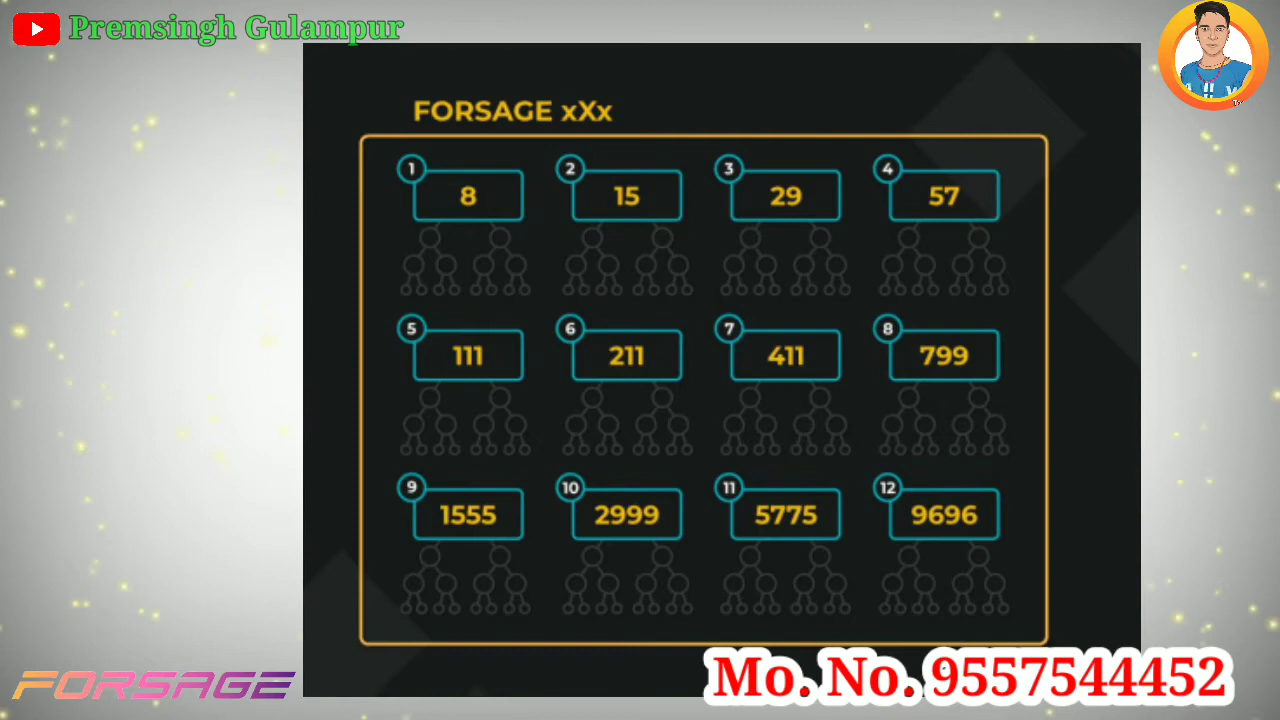 Premsingh Gulampur
FORSAGE xXx
1 2 3 4
8 15 29 57
5 6 7 8
111 211 411 799
9 10 11 12
1555 2999 5775 9696
FORSAGE
Mo. No. 9557544452